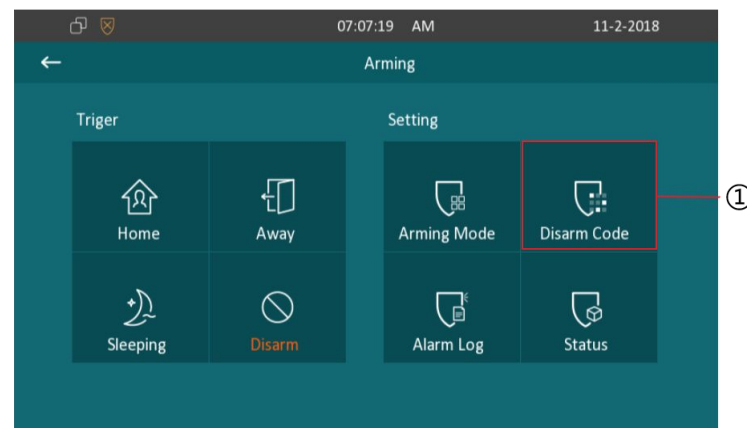 07:07:19 AM 11-2-2018
Arming
Triger Setting
Home Away Arming Mode Disarm Code
①
Sleeping Disarm Alarm Log Status